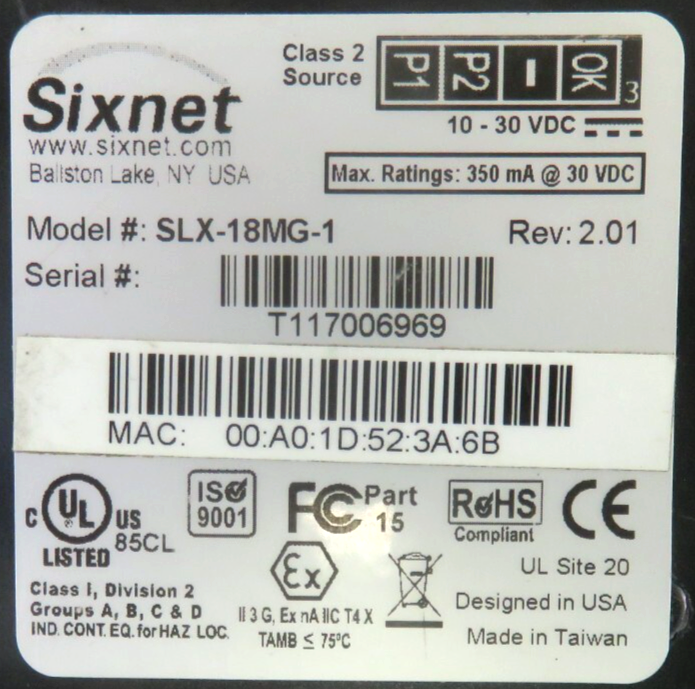 Class 2
Source
P1 P2 - OK 3
Sixnet
www.sixnet.com
Ballston Lake, NY USA
10 - 30 VDC
Max. Ratings: 350 mA @ 30 VDC
Model #: SLX-18MG-1
Rev: 2.01
Serial #:
T117006969
MAC: 00:A0:1D:52:3A:6B
C UL US
®
LISTED 85CL
ISO
9001
FC Part
15
RoHS
Compliant
CE
Class I, Division 2
Groups A, B, C & D
IND. CONT. EQ. for HAZ LOC.
Ex
II 3 G, Ex nA IIC T4 X
TAMB ≤ 75°C
UL Site 20
Designed in USA
Made in Taiwan